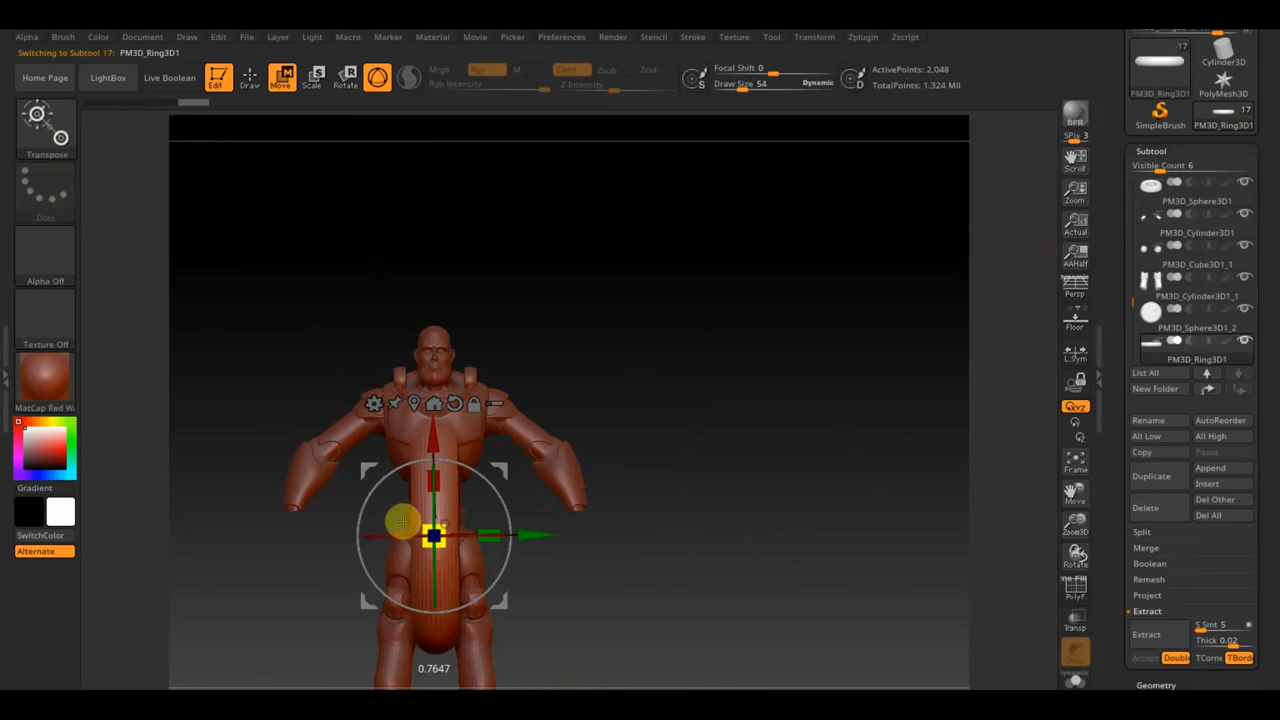 Alpha Brush Color Document Draw Edit File Layer Light Macro Marker Material Movie Picker Preferences Render Stencil Stroke Texture Tool Transform Zplugin Zscript
Switching to Subtool 17: PM3D_Ring3D1
Home Page
LightBox
Live Boolean
Edit
Draw
Move
Scale
Rotate
Mrgb
Rgb
M
Rgb Intensity
Zadd
Zsub
Zcut
Z Intensity
S
Focal Shift 0
Draw Size 54
Dynamic
D
ActivePoints: 2,048
TotalPoints: 1.324 Mil
Transpose
Dots
Alpha Off
Texture Off
MatCap Red Wa
Gradient
SwitchColor
Alternate
0.7647
BPR
SPix 3
Scroll
Zoom
Actual
AAHalf
Dynamic
Persp
Floor
L.Sym
XYZ
Frame
Move
Zoom3D
Rotate
PolyF
Transp
Dynamic
17
Cylinder3D
PM3D_Ring3D1
PolyMesh3D
17
SimpleBrush
PM3D_Ring3D1
Subtool
Visible Count 6
PM3D_Sphere3D1
PM3D_Cylinder3D1
PM3D_Cube3D1_1
PM3D_Cylinder3D1_1
PM3D_Sphere3D1_2
PM3D_Ring3D1
List All
New Folder
Rename
AutoReorder
All Low
All High
Copy
Paste
Duplicate
Append
Insert
Delete
Del Other
Del All
Split
Merge
Boolean
Remesh
Project
Extract
Extract
S Smt 5
Thick 0.02
Accept
Double
TCorne
TBorde
Geometry